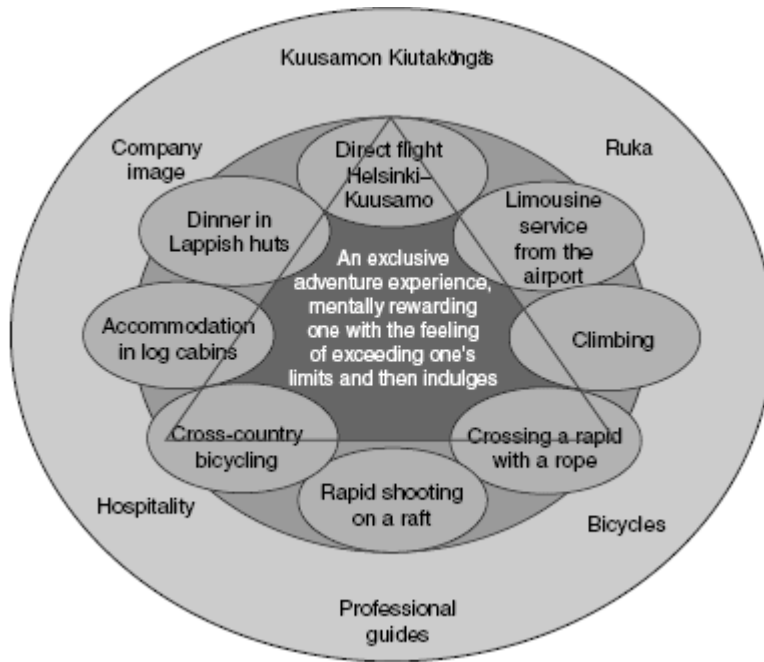 Kuusamon Kiutaköngäs
Company
image
Ruka
Direct flight
Helsinki–
Kuusamo
Dinner in
Lappish huts
Limousine
service
from the
airport
An exclusive
adventure experience,
mentally rewarding
one with the feeling
of exceeding one's
limits and then indulges
Accommodation
in log cabins
Climbing
Cross-country
bicycling
Crossing a rapid
with a rope
Rapid shooting
on a raft
Hospitality
Bicycles
Professional
guides